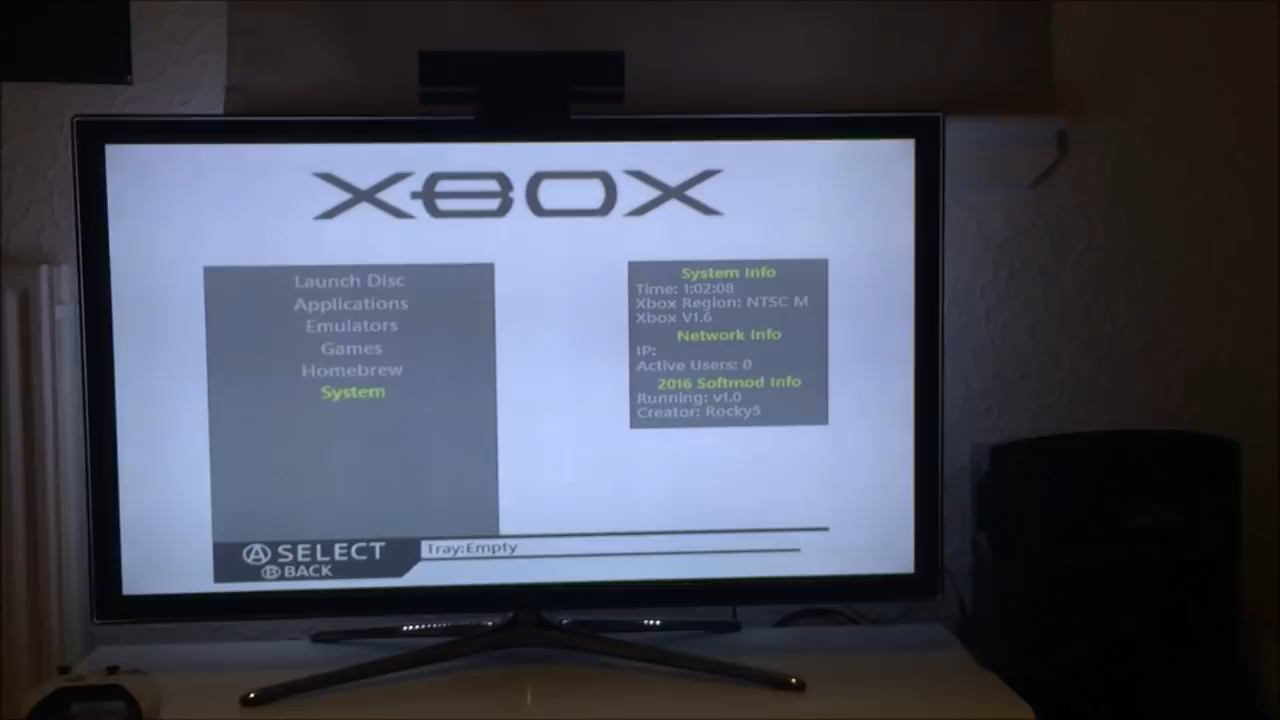 XBOX
Launch Disc
Applications
Emulators
Games
Homebrew
System
System Info
Time: 1:02:08
Xbox Region: NTSC M
Xbox V1.6
Network Info
IP:
Active Users: 0
2016 Softmod Info
Running: v1.0
Creator: Rocky5
A SELECT
B BACK
Tray:Empty